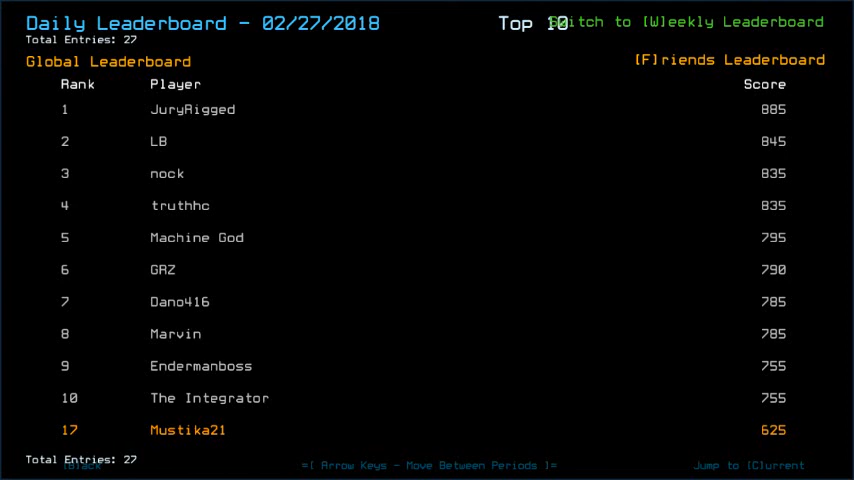 Daily Leaderboard - 02/27/2018 Top 10 Switch to [W]eekly Leaderboard
Total Entries: 27
Global Leaderboard [F]riends Leaderboard
Rank Player Score
1 JuryRigged 885
2 LB 845
3 nock 835
4 truthhc 835
5 Machine God 795
6 GRZ 790
7 Dano416 785
8 Marvin 785
9 Endermanboss 755
10 The Integrator 755
17 Mustika21 625
Total Entries: 27
[B]ack =[ Arrow Keys - Move Between Periods ]= Jump to [C]urrent